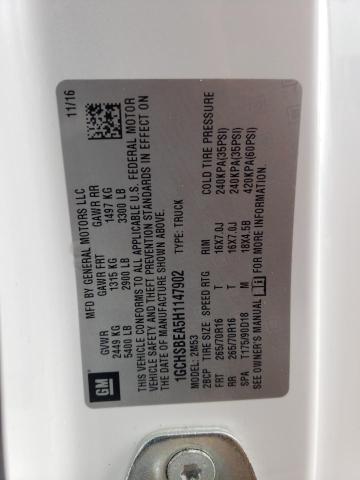 11/16
MFD BY GENERAL MOTORS LLC
GVWR GAWR FRT GAWR RR
2449 KG 1315 KG 1497 KG
5400 LB 2900 LB 3300 LB
THIS VEHICLE CONFORMS TO ALL APPLICABLE U.S. FEDERAL MOTOR
VEHICLE SAFETY AND THEFT PREVENTION STANDARDS IN EFFECT ON
THE DATE OF MANUFACTURE SHOWN ABOVE.
1GCHSBEA5H1147902 TYPE: TRUCK
MODEL: 2M53
2BCP TIRE SIZE SPEED RTG RIM COLD TIRE PRESSURE
FRT 265/70R16 T 16X7.0J 240KPA(35PSI)
RR 265/70R16 T 16X7.0J 240KPA(35PSI)
SPA T175/90D18 M 18X4.5B 420KPA(60PSI)
SEE OWNER'S MANUAL FOR MORE INFORMATION.
GM